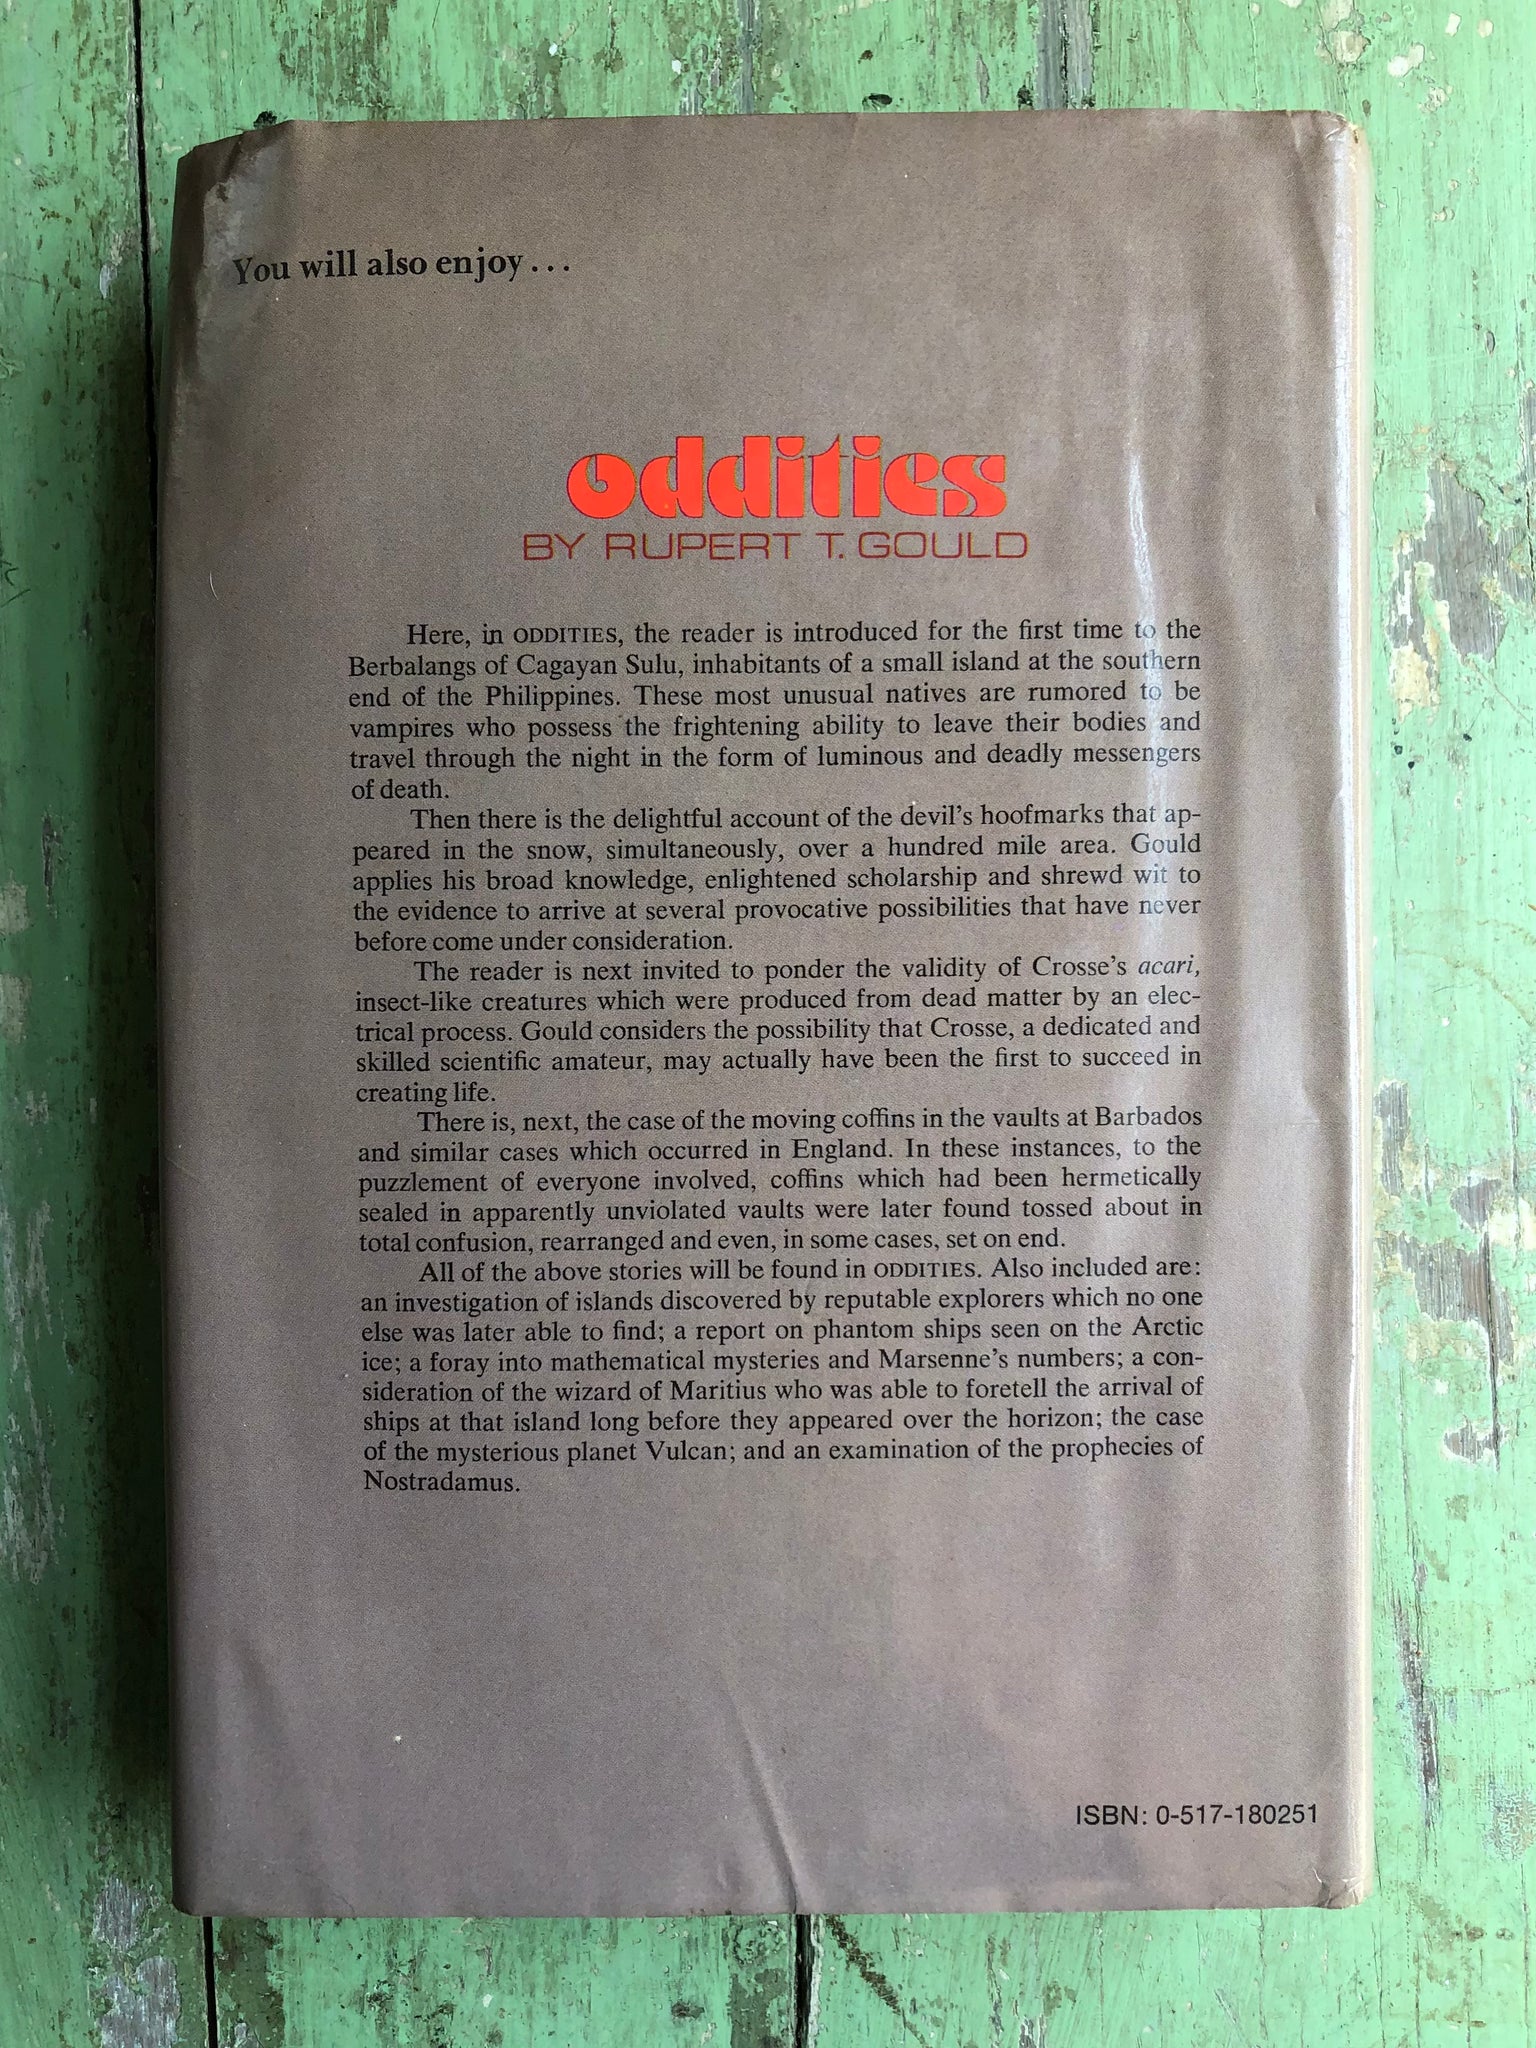 You will also enjoy...
oddities
BY RUPERT T. GOULD
Here, in ODDITIES, the reader is introduced for the first time to the
Berbalangs of Cagayan Sulu, inhabitants of a small island at the southern
end of the Philippines. These most unusual natives are rumored to be
vampires who possess the frightening ability to leave their bodies and
travel through the night in the form of luminous and deadly messengers
of death.
Then there is the delightful account of the devil's hoofmarks that ap-
peared in the snow, simultaneously, over a hundred mile area. Gould
applies his broad knowledge, enlightened scholarship and shrewd wit to
the evidence to arrive at several provocative possibilities that have never
before come under consideration.
The reader is next invited to ponder the validity of Crosse's acari,
insect-like creatures which were produced from dead matter by an elec-
trical process. Gould considers the possibility that Crosse, a dedicated and
skilled scientific amateur, may actually have been the first to succeed in
creating life.
There is, next, the case of the moving coffins in the vaults at Barbados
and similar cases which occurred in England. In these instances, to the
puzzlement of everyone involved, coffins which had been hermetically
sealed in apparently unviolated vaults were later found tossed about in
total confusion, rearranged and even, in some cases, set on end.
All of the above stories will be found in ODDITIES. Also included are:
an investigation of islands discovered by reputable explorers which no one
else was later able to find; a report on phantom ships seen on the Arctic
ice; a foray into mathematical mysteries and Marsenne's numbers; a con-
sideration of the wizard of Maritius who was able to foretell the arrival of
ships at that island long before they appeared over the horizon; the case
of the mysterious planet Vulcan; and an examination of the prophecies of
Nostradamus.
ISBN: 0-517-180251